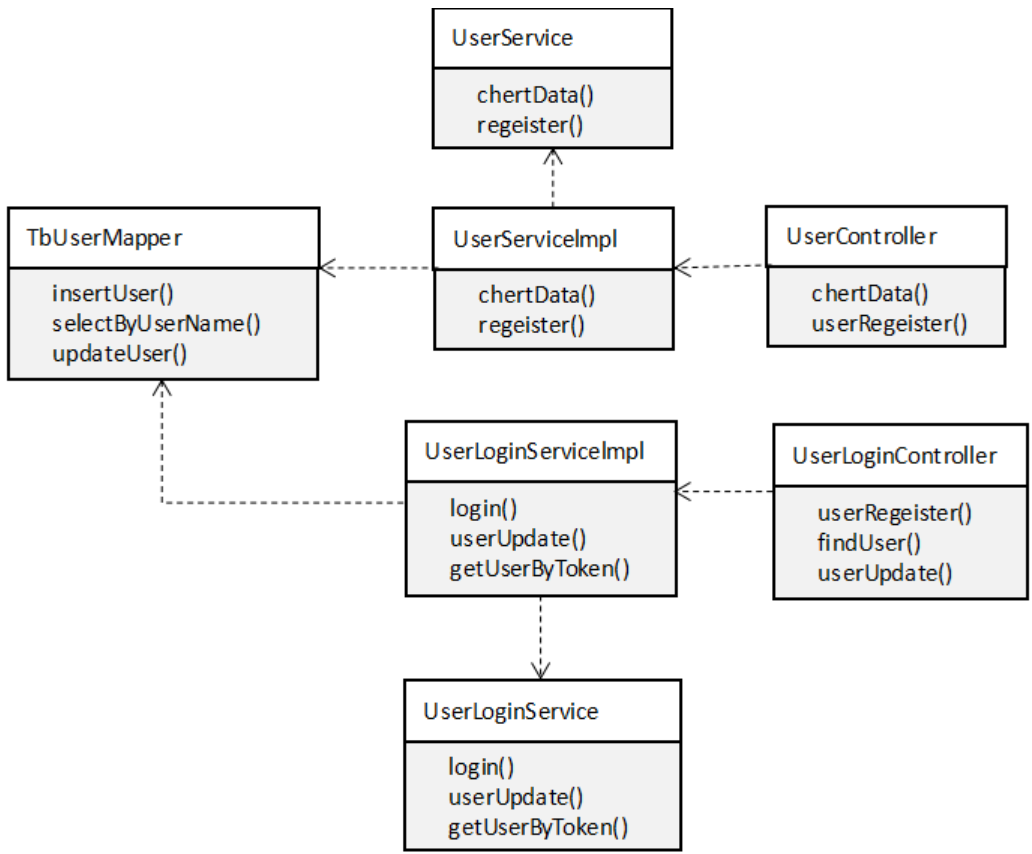 UserService
chertData()
regeister()
TbUserMapper
insertUser()
selectByUserName()
updateUser()
UserServiceImpl
chertData()
regeister()
UserController
chertData()
userRegeister()
UserLoginServiceImpl
login()
userUpdate()
getUserByToken()
UserLoginController
userRegeister()
findUser()
userUpdate()
UserLoginService
login()
userUpdate()
getUserByToken()